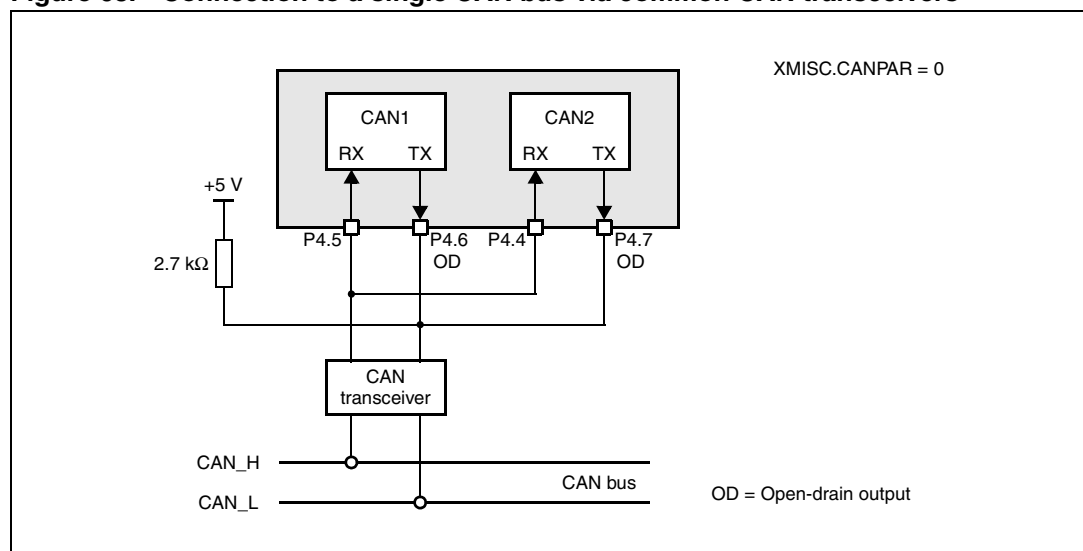 XMISC.CANPAR = 0
CAN1
CAN2
RX TX
RX TX
+5 V
P4.5
P4.6
P4.4
P4.7
OD
OD
2.7 kΩ
CAN
transceiver
CAN_H
CAN bus
CAN_L
OD = Open-drain output